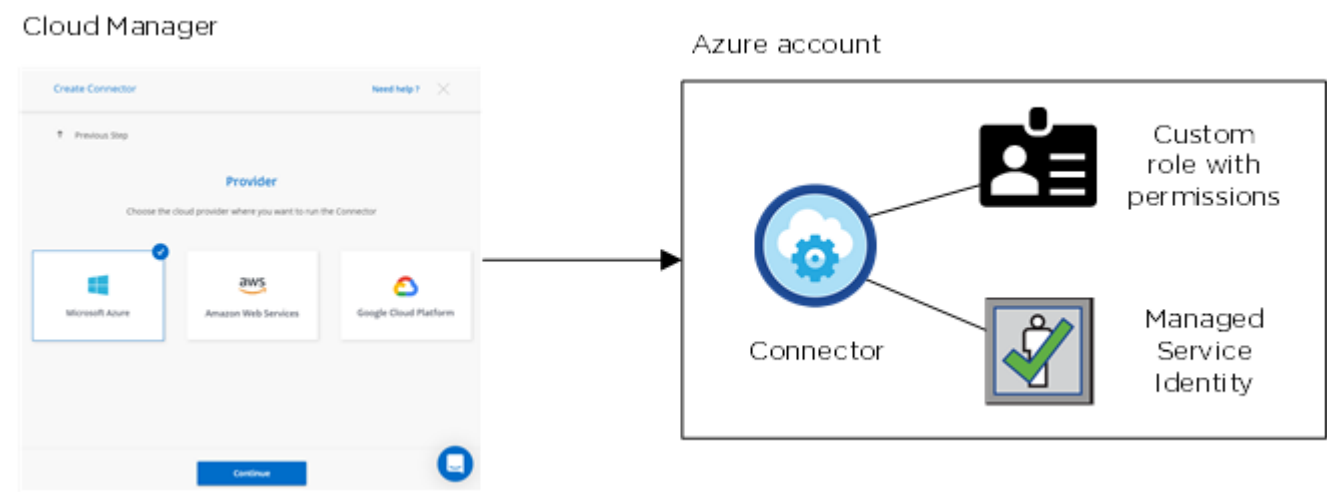 Cloud Manager
Create Connector
Need help ?
Previous Step
Provider
Choose the cloud provider where you want to run the Connector
Microsoft Azure
aws
Amazon Web Services
Google Cloud Platform
Continue
Azure account
Connector
Custom
role with
permissions
Managed
Service
Identity